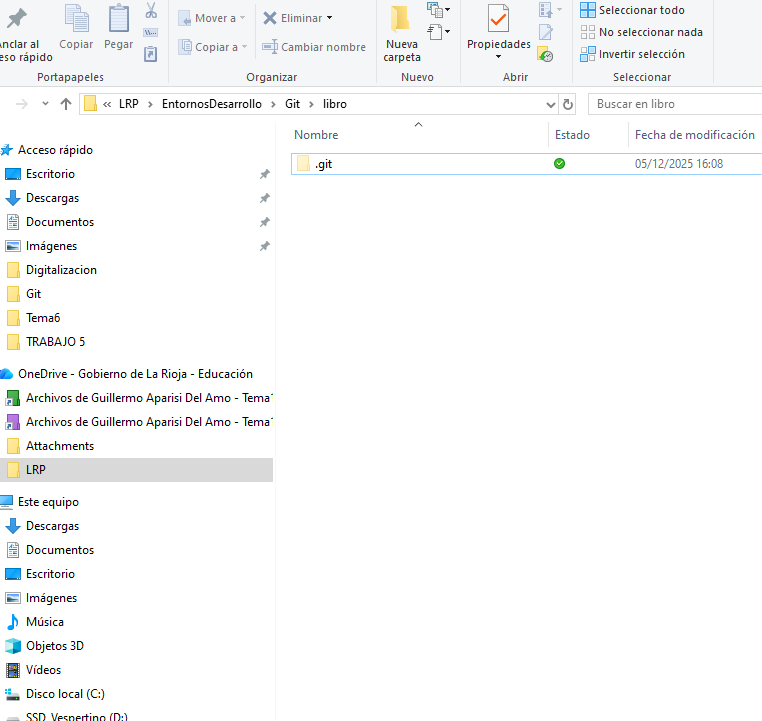 Anclar al
eso rápido
Copiar
Pegar
Mover a
Copiar a
Eliminar
Cambiar nombre
Nueva
carpeta
Propiedades
Seleccionar todo
No seleccionar nada
Invertir selección
Portapapeles
Organizar
Nuevo
Abrir
Seleccionar
« LRP › EntornosDesarrollo › Git › libro
Buscar en libro
Nombre
Estado
Fecha de modificación
.git
05/12/2025 16:08
Acceso rápido
Escritorio
Descargas
Documentos
Imágenes
Digitalizacion
Git
Tema6
TRABAJO 5
OneDrive - Gobierno de La Rioja - Educación
Archivos de Guillermo Aparisi Del Amo - Tema1
Archivos de Guillermo Aparisi Del Amo - Tema1
Attachments
LRP
Este equipo
Descargas
Documentos
Escritorio
Imágenes
Música
Objetos 3D
Vídeos
Disco local (C:)
SSD_Vespertino (D:)